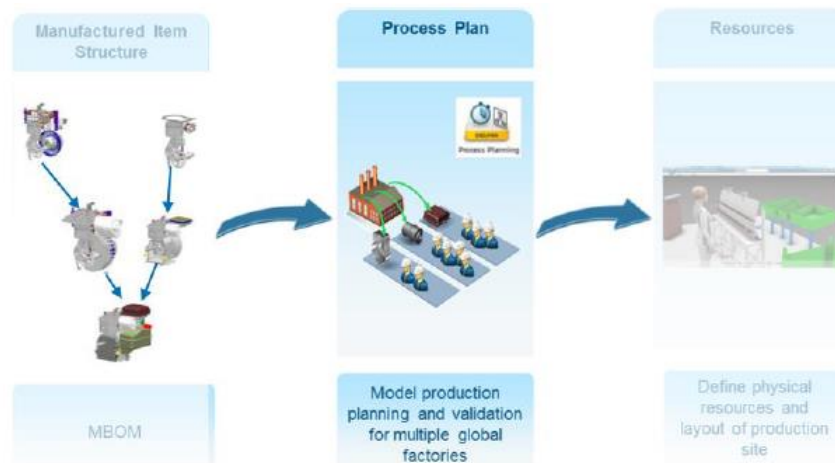 Manufactured Item
Structure
Process Plan
Resources
DELMIA
Process Planning
MBOM
Model production
planning and validation
for multiple global
factories
Define physical
resources and
layout of production
site